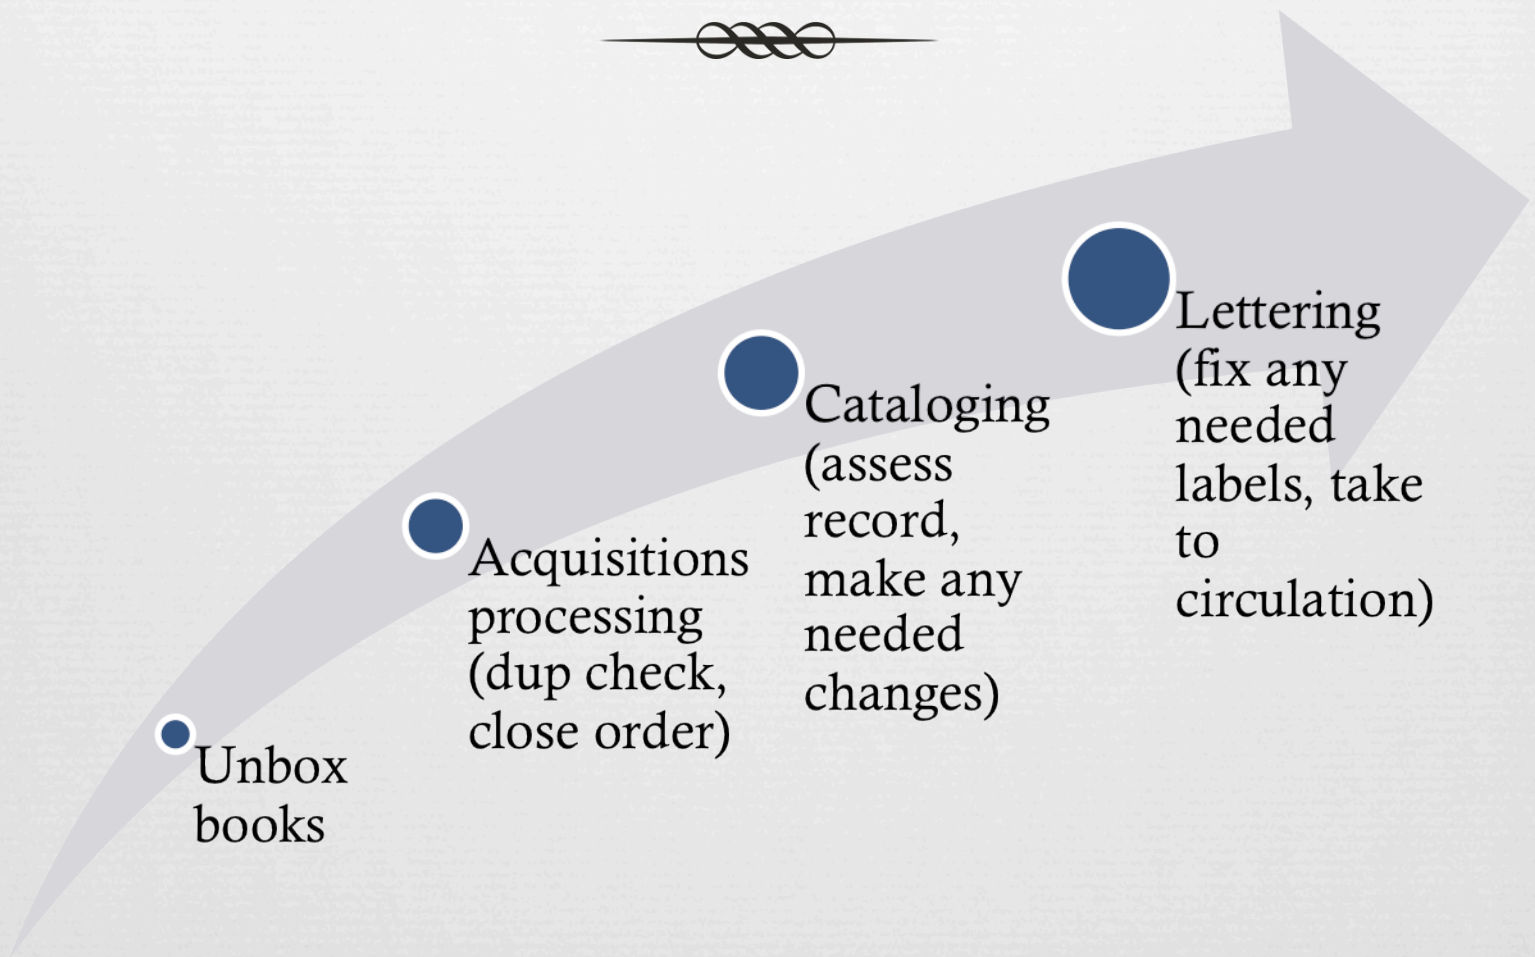 Unbox
books
Acquisitions
processing
(dup check,
close order)
Cataloging
(assess
record,
make any
needed
changes)
Lettering
(fix any
needed
labels, take
to
circulation)